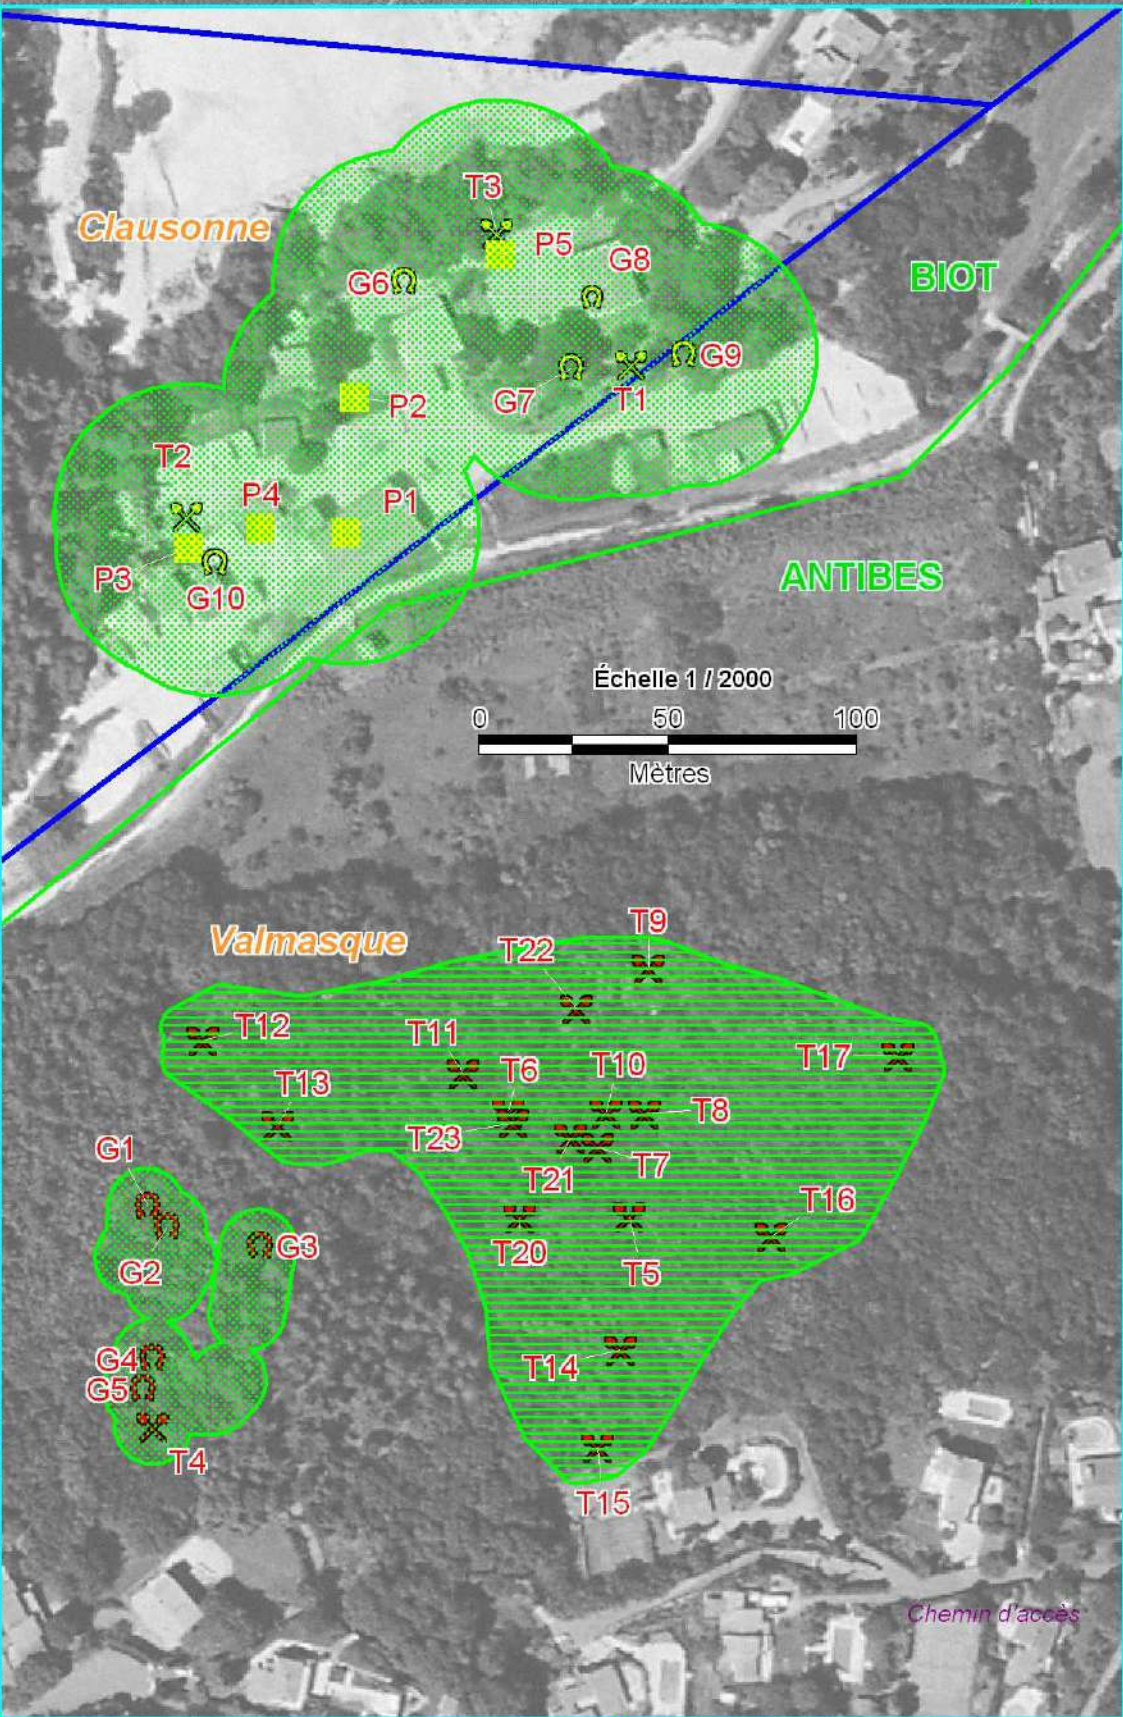 T3
Clausonne
P5
G8
G6
BIOT
G9
G7
T1
P2
T2
P4
P1
P3
G10
ANTIBES
Échelle 1 / 2000
0 50 100
Mètres
Valmasque
T9
T22
T12
T11
T17
T6
T10
T13
T8
T23
G1
T21
T7
T16
G3
T20
G2
T5
G4
T14
G5
T4
T15
Chemin d'accès